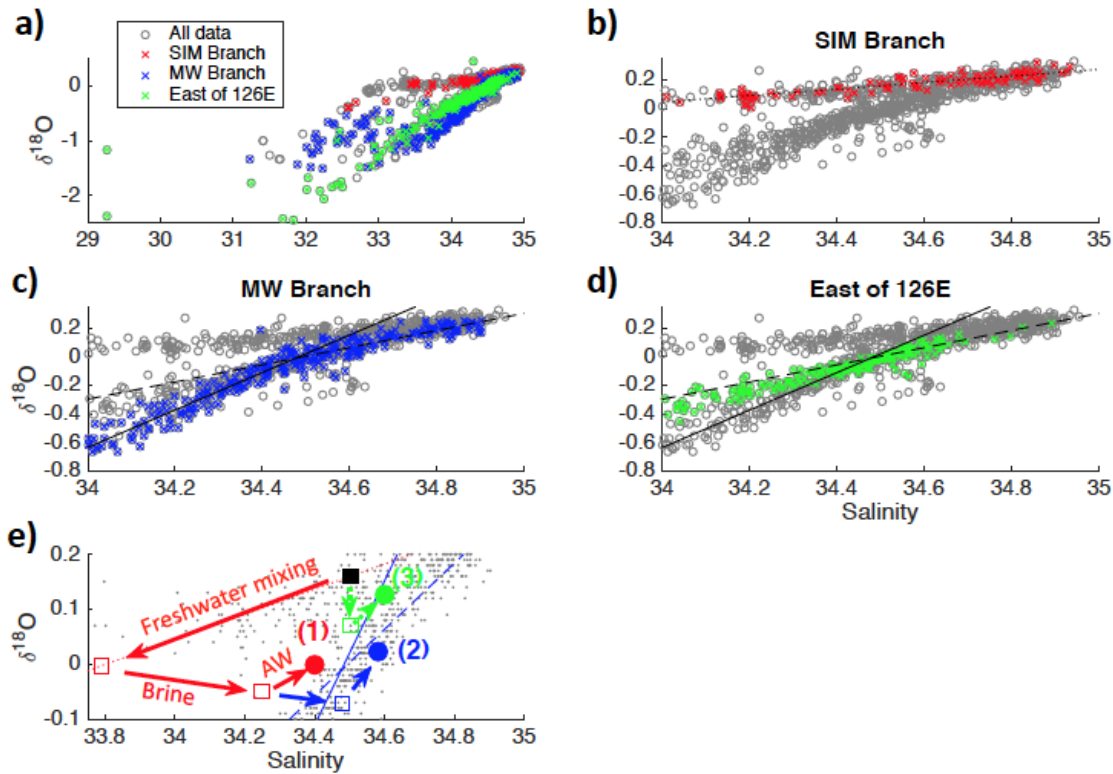 a)
All data
SIM Branch
MW Branch
East of 126E
δ18O
0
-1
-2
29 30 31 32 33 34 35
b)
SIM Branch
0.2
0
-0.2
-0.4
-0.6
-0.8
34 34.2 34.4 34.6 34.8 35
c)
MW Branch
δ18O
0.2
0
-0.2
-0.4
-0.6
-0.8
34 34.2 34.4 34.6 34.8 35
d)
East of 126E
δ18O
0.2
0
-0.2
-0.4
-0.6
-0.8
34 34.2 34.4 34.6 34.8 35
Salinity
e)
δ18O
0.2
0.1
0
-0.1
Freshwater mixing
(3)
(1)
(2)
AW
Brine
33.8 34 34.2 34.4 34.6 34.8 35
Salinity